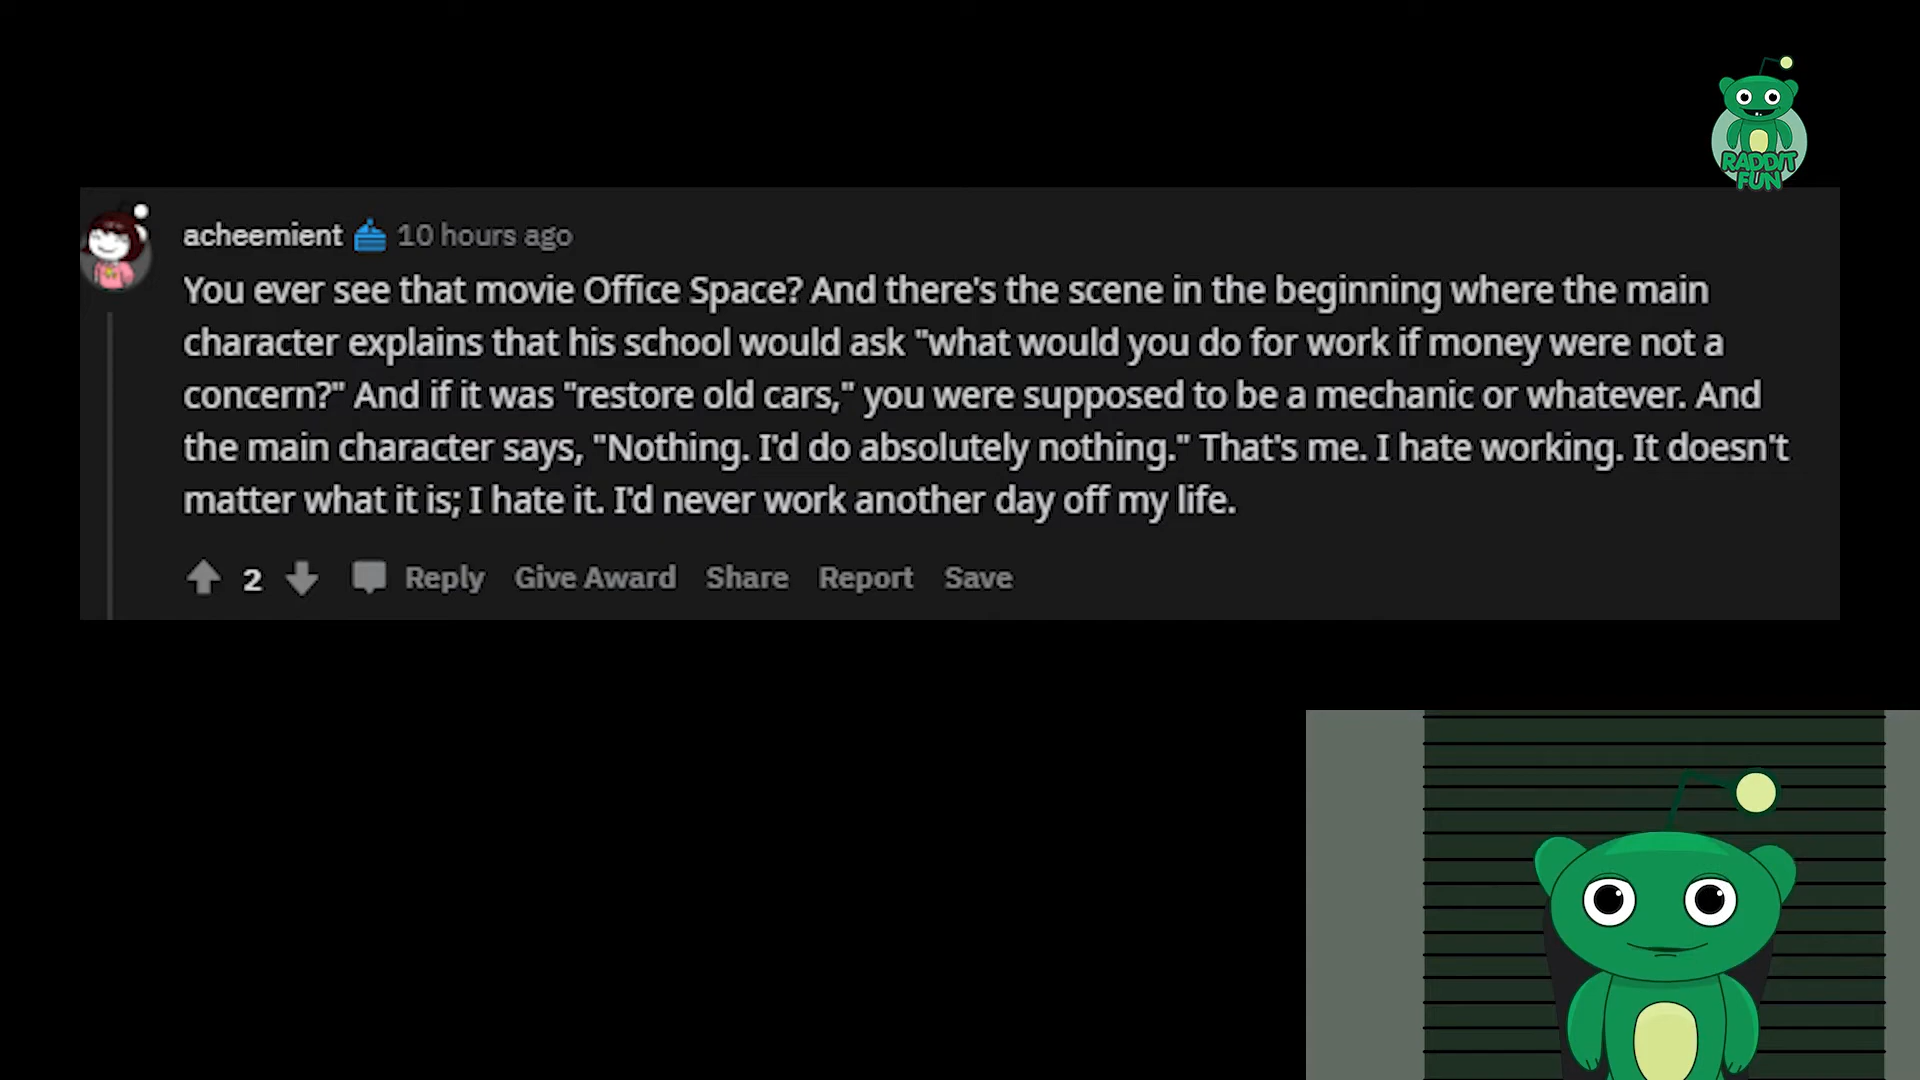 RADDIT
FUN
acheemient 10 hours ago
You ever see that movie Office Space? And there's the scene in the beginning where the main
character explains that his school would ask "what would you do for work if money were not a
concern?" And if it was "restore old cars," you were supposed to be a mechanic or whatever. And
the main character says, "Nothing. I'd do absolutely nothing." That's me. I hate working. It doesn't
matter what it is; I hate it. I'd never work another day off my life.
2 Reply Give Award Share Report Save